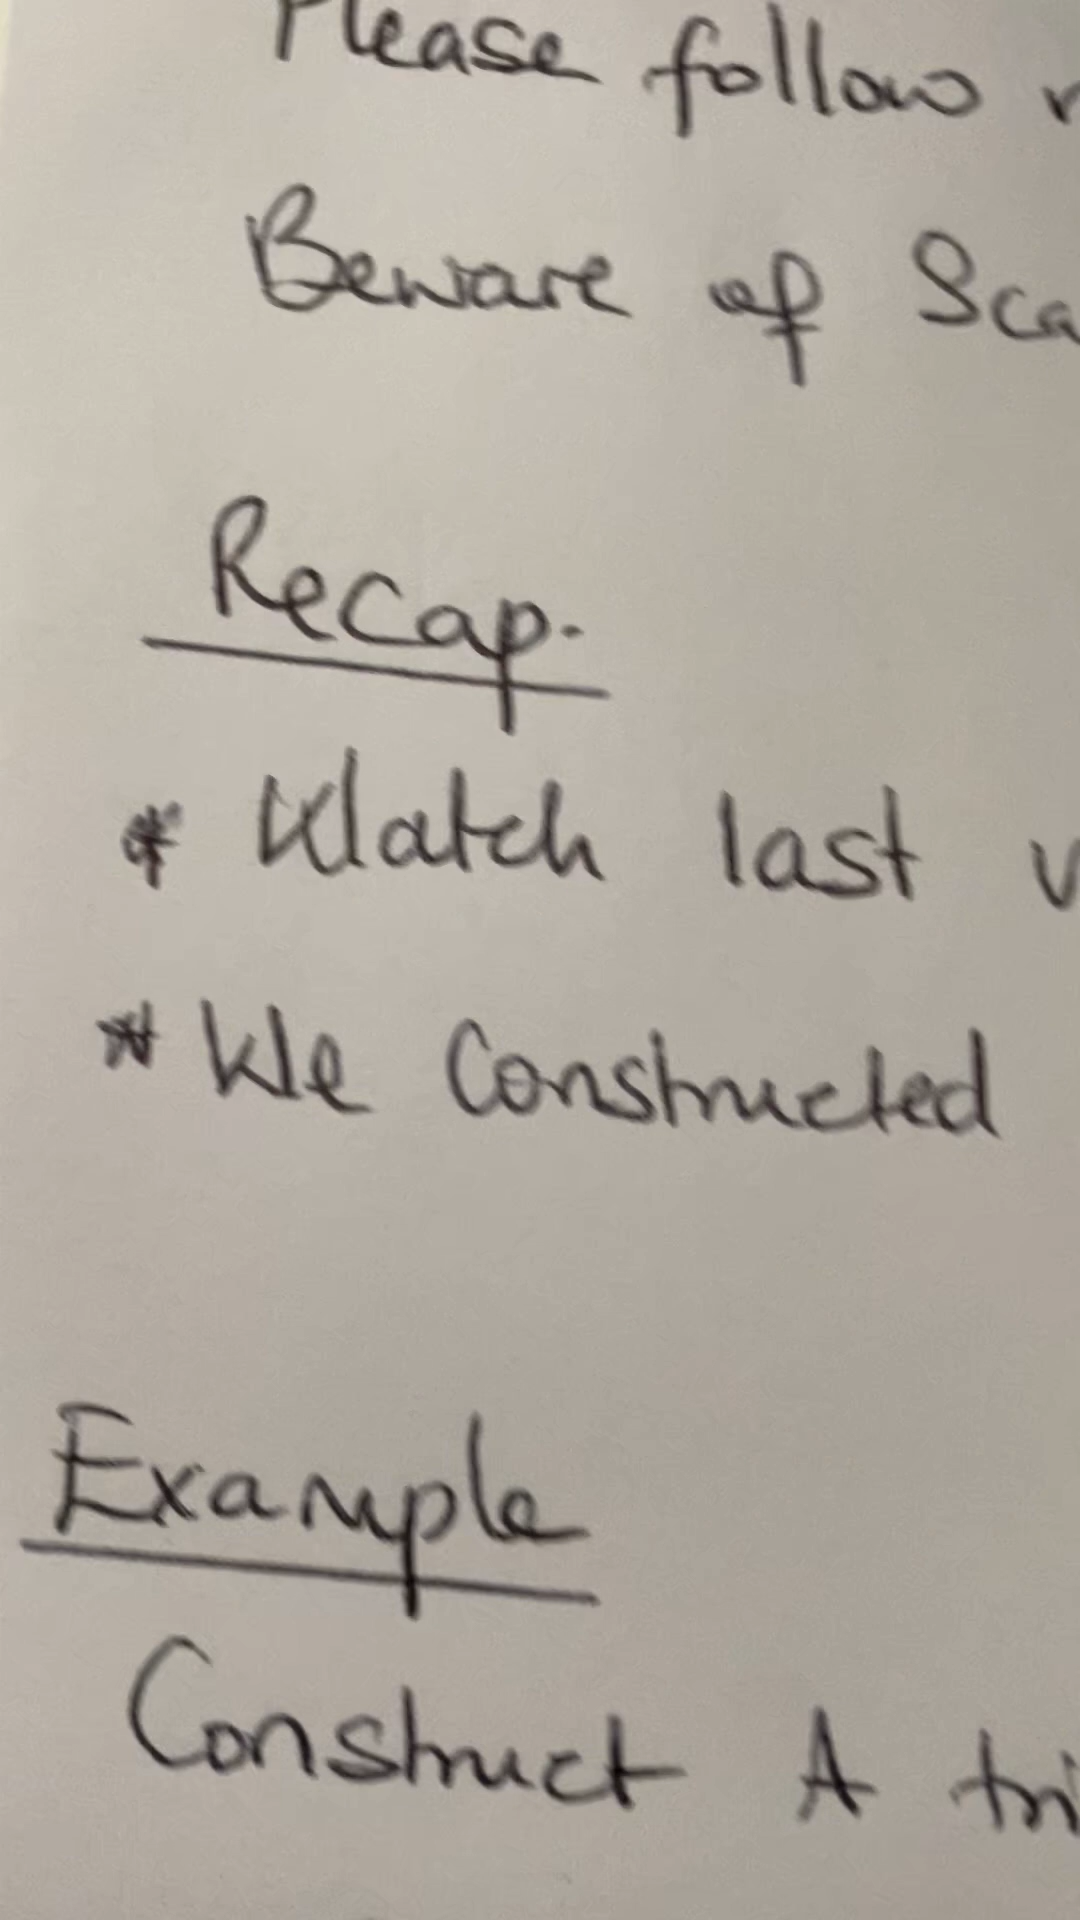 Please follow
Beware of
Recap.
* Watch last
* We Constructed
Example
Construct A